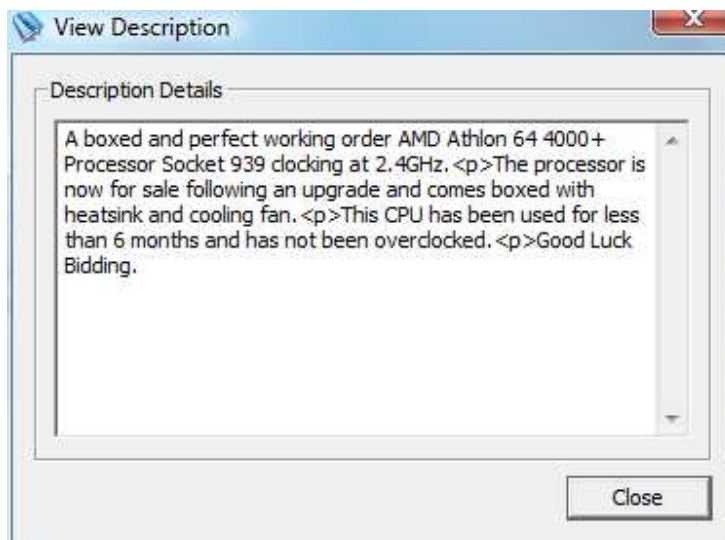 View Description
Description Details
A boxed and perfect working order AMD Athlon 64 4000+
Processor Socket 939 clocking at 2.4GHz.<p>The processor is
now for sale following an upgrade and comes boxed with
heatsink and cooling fan.<p>This CPU has been used for less
than 6 months and has not been overclocked.<p>Good Luck
Bidding.
Close